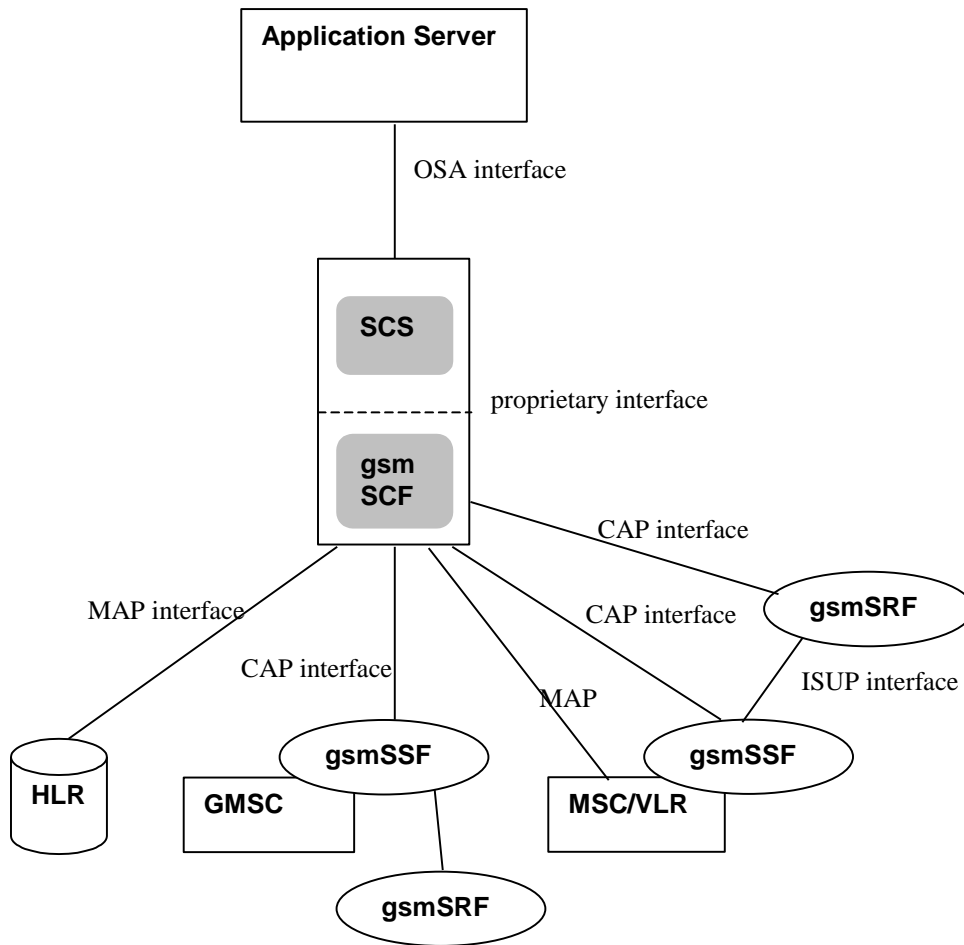 Application Server
OSA interface
SCS
proprietary interface
gsm
SCF
CAP interface
gsmSRF
MAP interface
CAP interface
CAP interface
ISUP interface
MAP
gsmSSF
gsmSSF
HLR
GMSC
MSC/VLR
gsmSRF